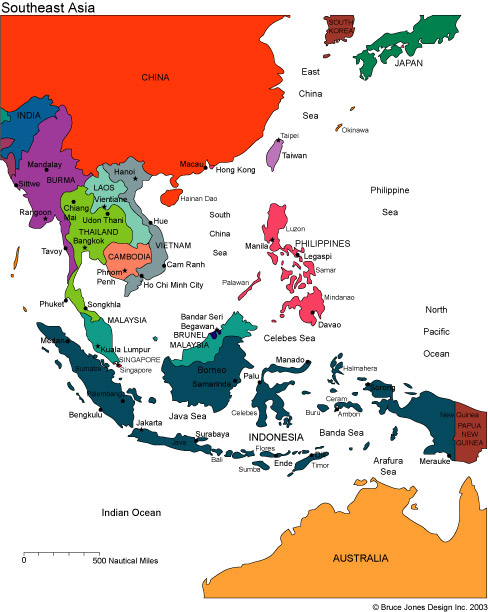 Southeast Asia
SOUTH
KOREA
JAPAN
CHINA
East
China
Sea
Okinawa
INDIA
Taipei
Taiwan
Mandalay
BURMA
Hanoi
Macau
Hong Kong
Sittwe
LAOS
Vientiane
Hainan Dao
Philippine
Sea
Rangoon
Chiang
Mai
Udon Thani
Hue
South
China
Sea
Luzon
THAILAND
Bangkok
VIETNAM
Manila
PHILIPPINES
Legaspi
Tavoy
CAMBODIA
Cam Ranh
Samar
Phnom
Penh
Ho Chi Minh City
Palawan
Mindanao
Phuket
Songkhla
Davao
North
Pacific
Ocean
MALAYSIA
Bandar Seri
Begawan
BRUNEL
MALAYSIA
Celebes Sea
Medan
Kuala Lumpur
SINGAPORE
Singapore
Sumatra
Borneo
Samarinda
Palu
Manado
Halmahera
Sorong
Palembang
Bengkulu
Java Sea
Celebes
Buru
Ceram
Ambon
New Guinea
PAPUA
NEW
GUINEA
Jakarta
Surabaya
Java
INDONESIA
Banda Sea
Bali
Flores
Ende
Sumba
Dili
Timor
Merauke
Arafura
Sea
Indian Ocean
0
500 Nautical Miles
AUSTRALIA
© Bruce Jones Design Inc. 2003